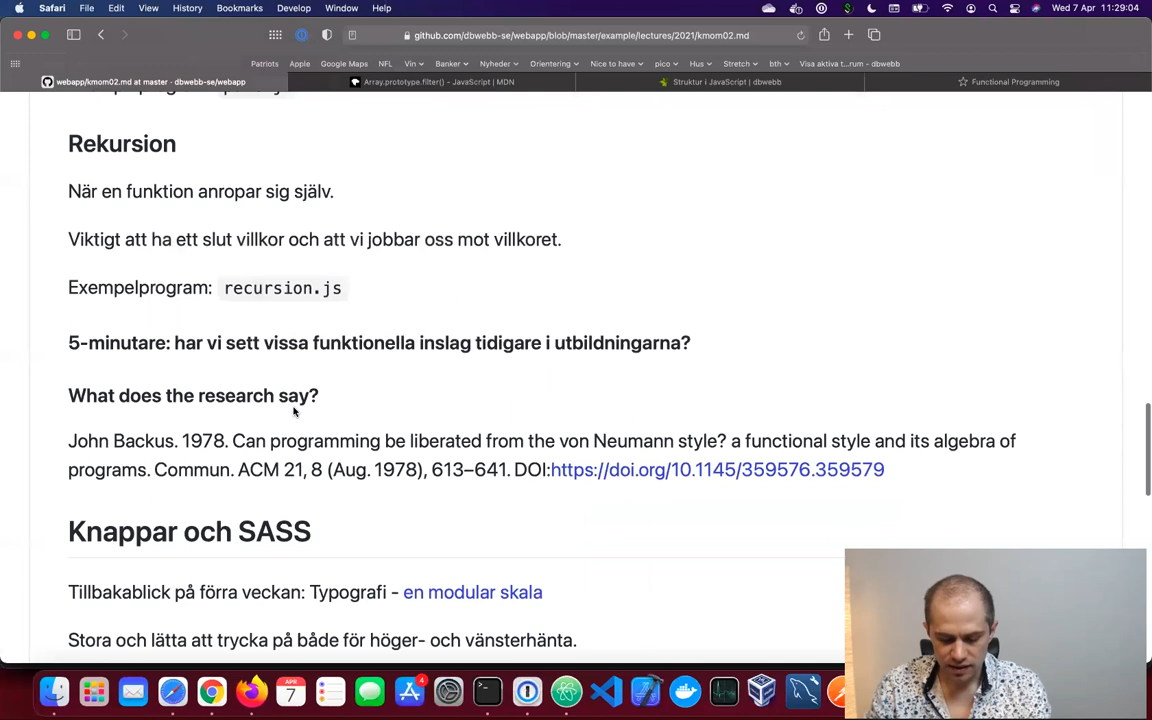 Safari File Edit View History Bookmarks Develop Window Help Wed 7 Apr 11:29:04
github.com/dbwebb-se/webapp/blob/master/example/lectures/2021/kmom02.md
Patriots Apple Google Maps NFL Vin Banker Nyheder Orientering Nice to have pico Hus Stretch bth Visa aktiva t...rum - dbwebb
webapp/kmom02.md at master · dbwebb-se/webapp Array.prototype.filter() - JavaScript | MDN Struktur i JavaScript | dbwebb Functional Programming
Rekursion
När en funktion anropar sig själv.
Viktigt att ha ett slut villkor och att vi jobbar oss mot villkoret.
Exempelprogram: recursion.js
5-minutare: har vi sett vissa funktionella inslag tidigare i utbildningarna?
What does the research say?
John Backus. 1978. Can programming be liberated from the von Neumann style? a functional style and its algebra of
programs. Commun. ACM 21, 8 (Aug. 1978), 613–641. DOI:https://doi.org/10.1145/359576.359579
Knappar och SASS
Tillbakablick på förra veckan: Typografi - en modular skala
Stora och lätta att trycka på både för höger- och vänsterhänta.
APR
7
4